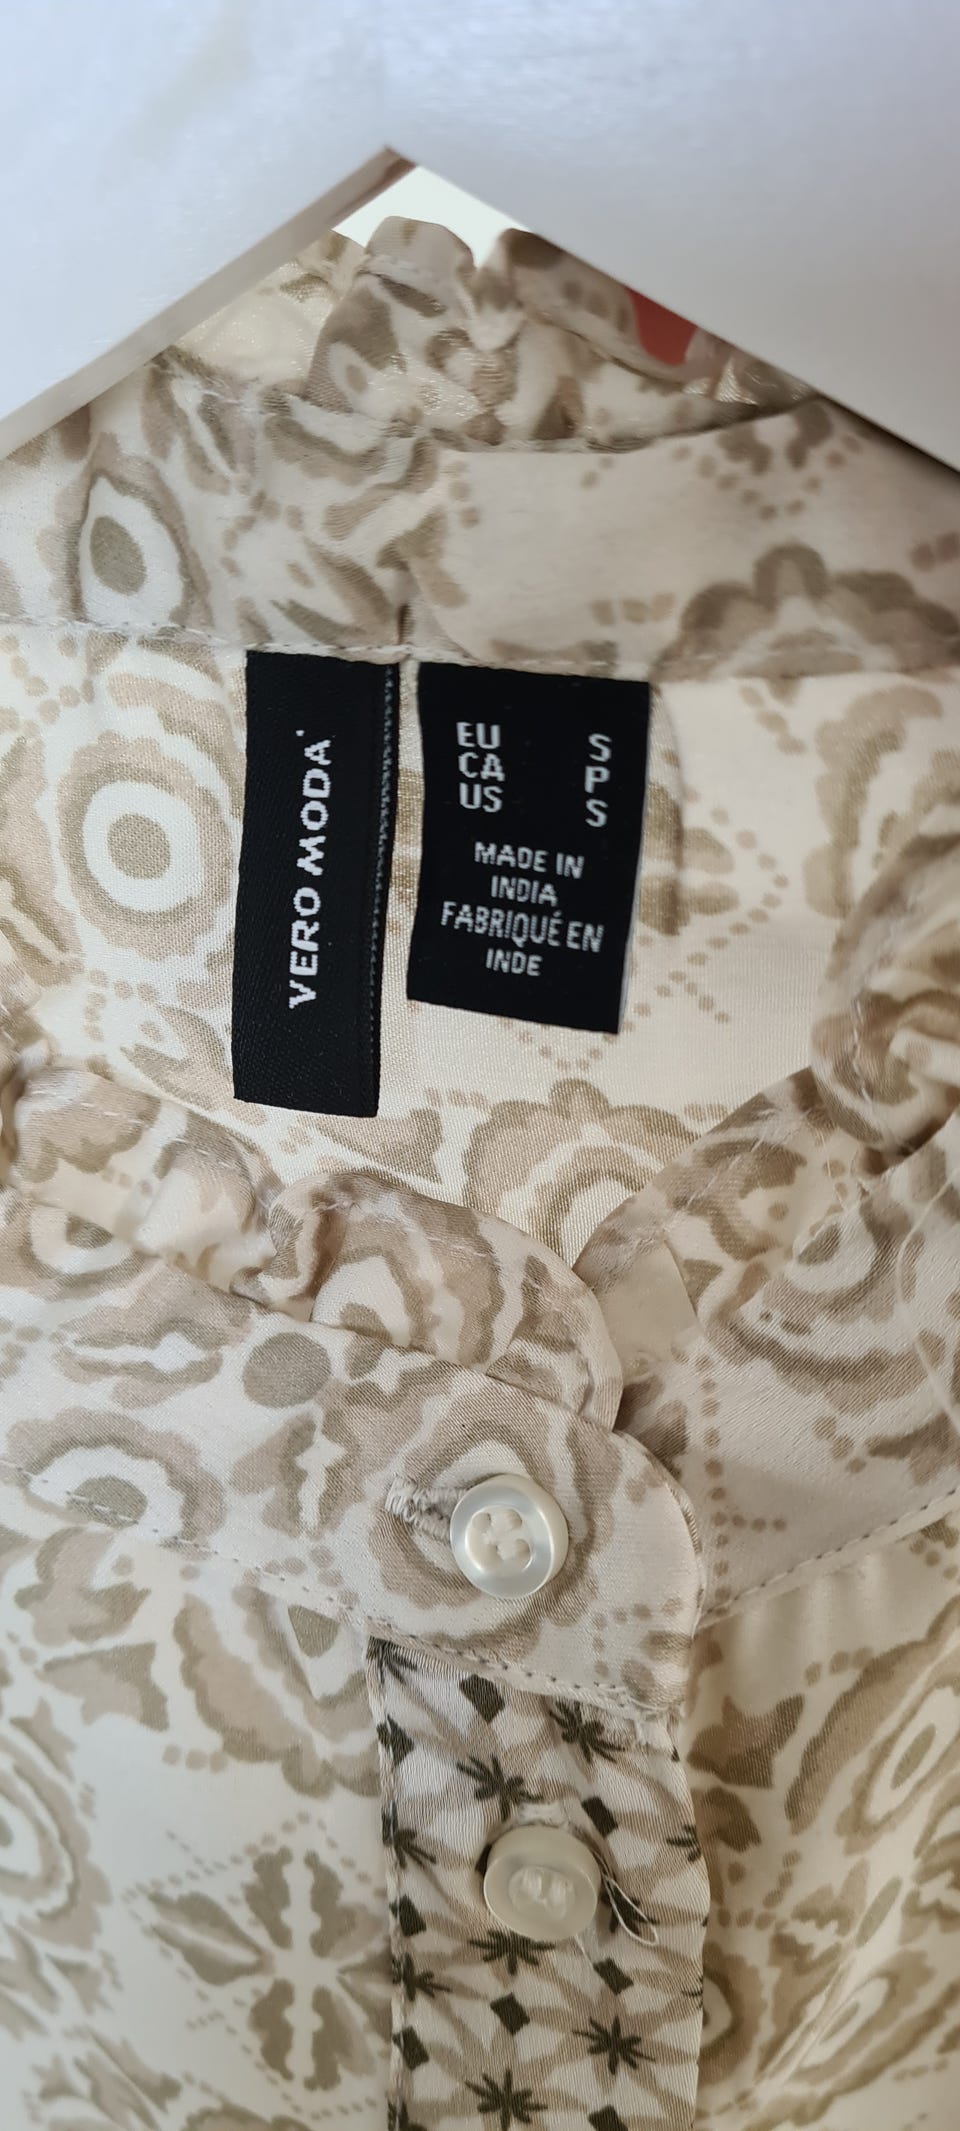 VERO MODA
EU S
CA P
US S
MADE IN
INDIA
FABRIQUÉ EN
INDE